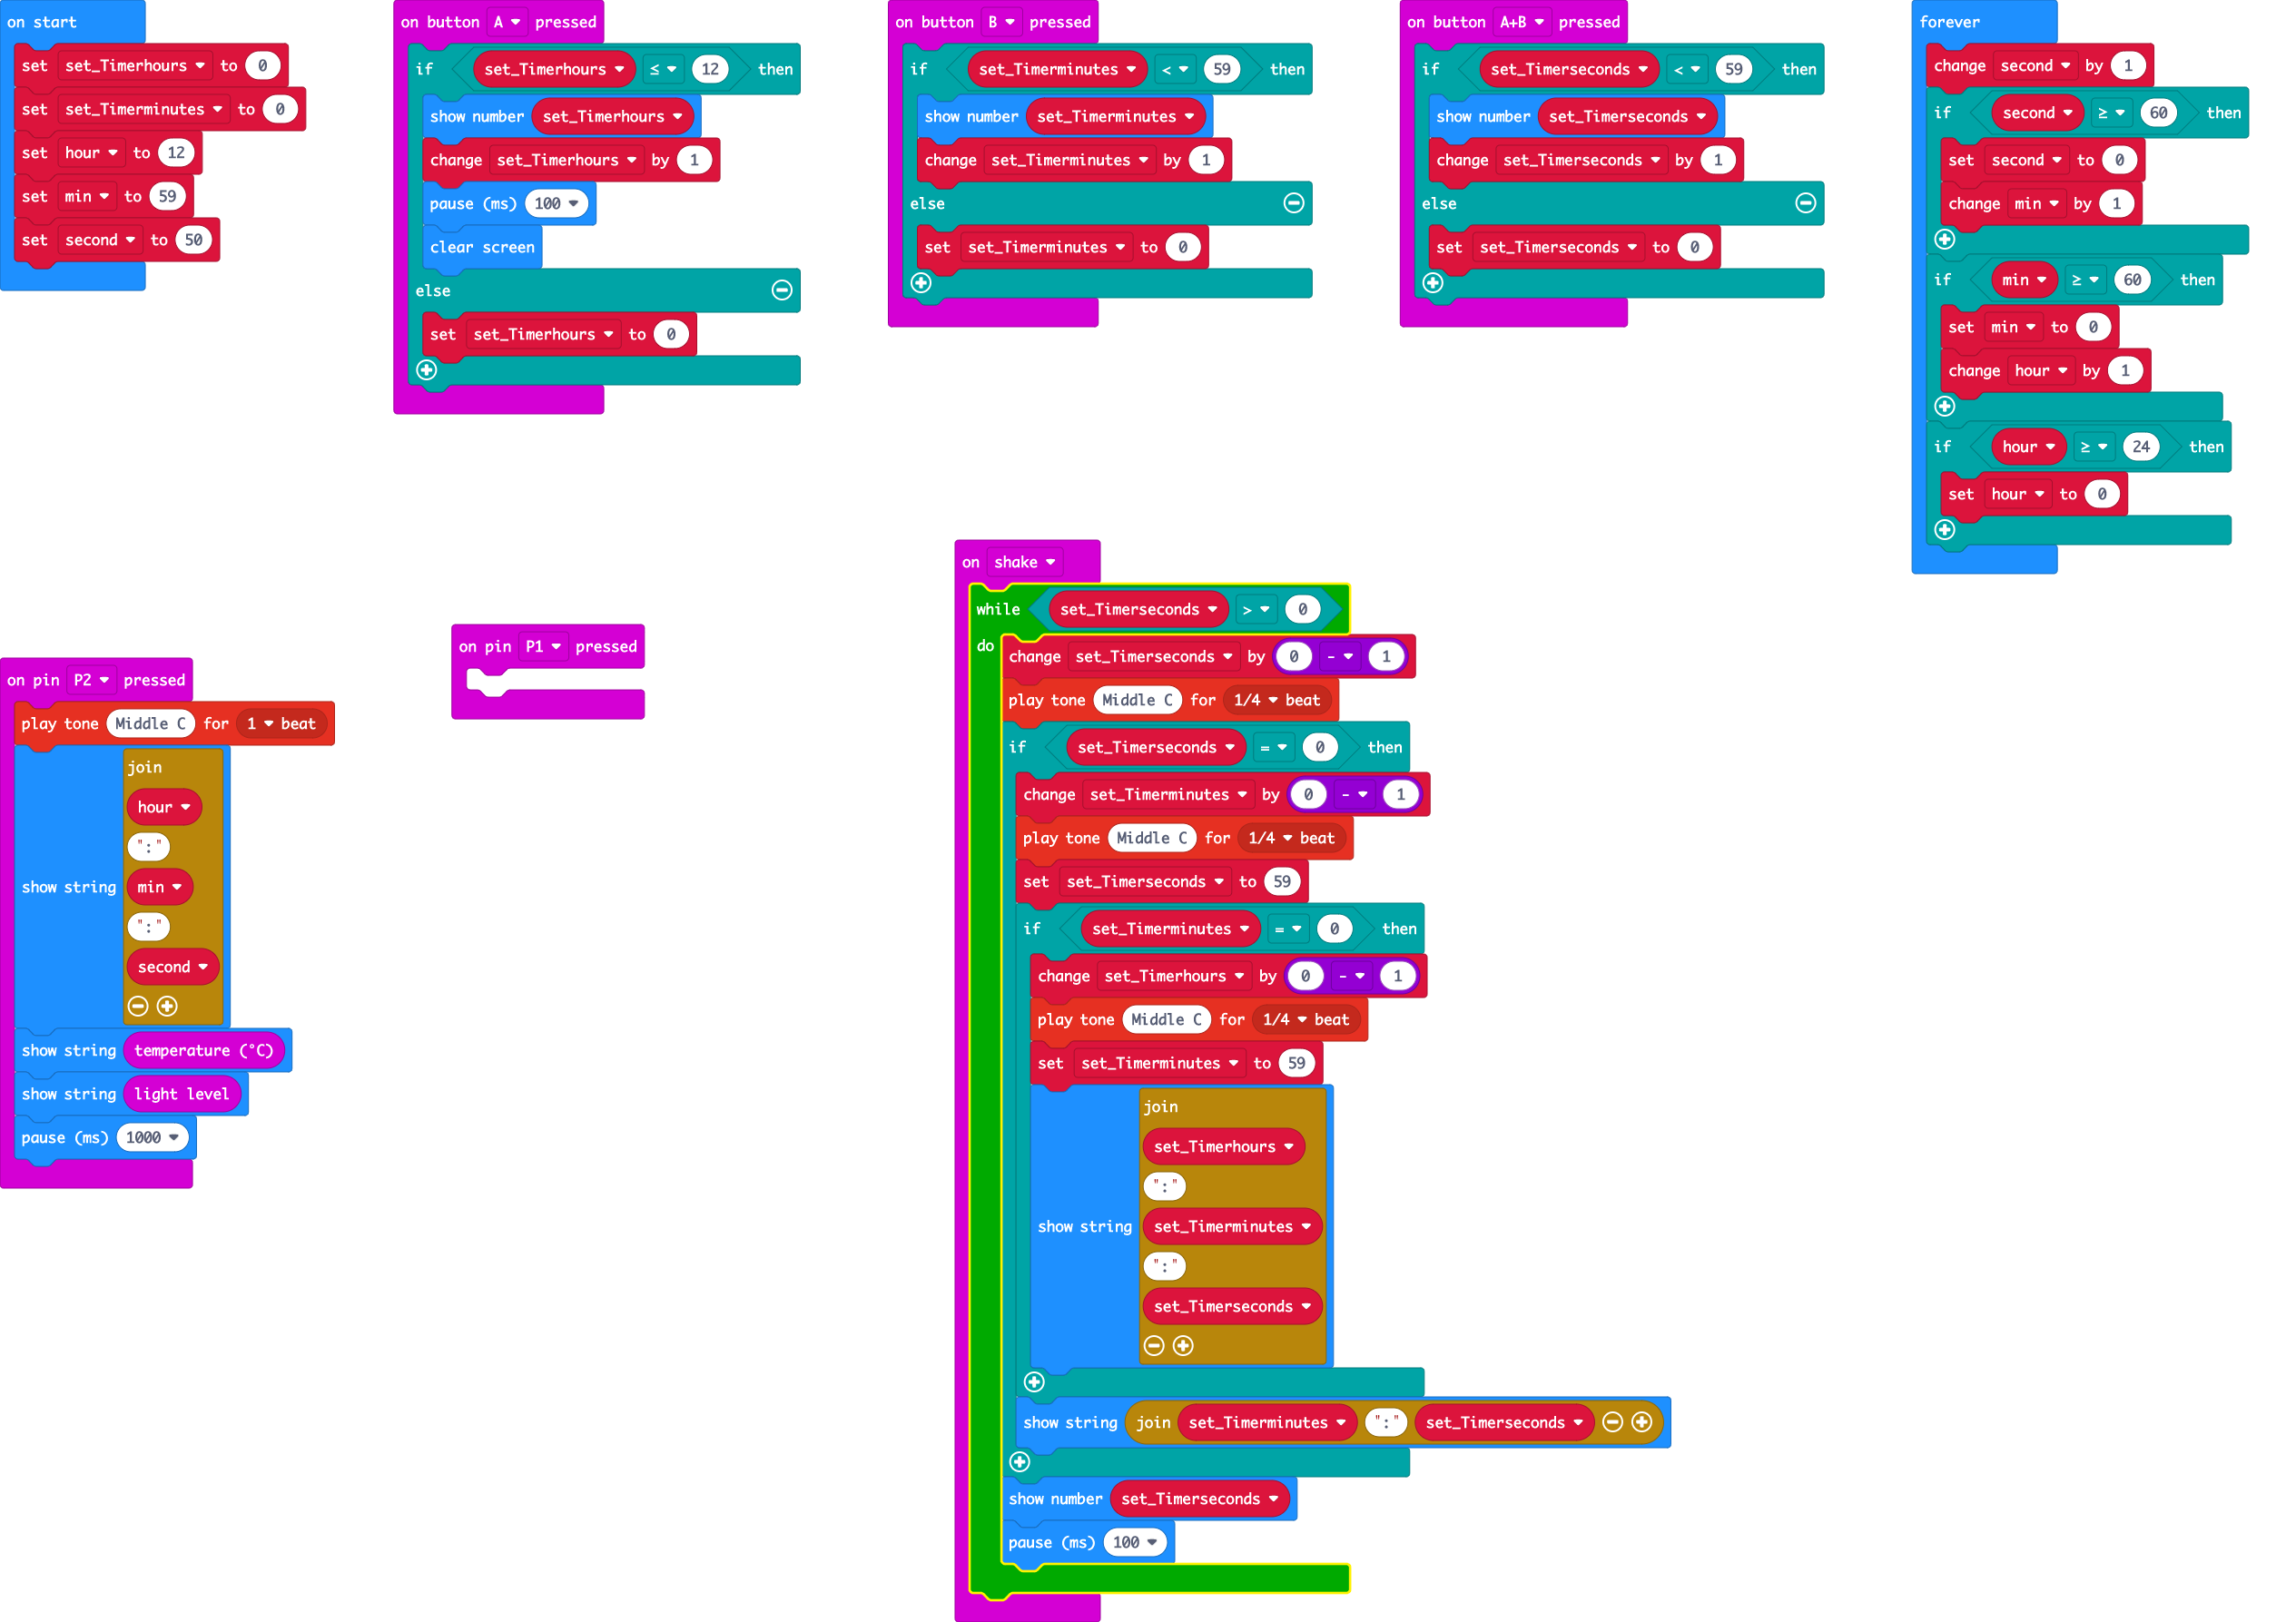 on start
set set_Timerhours to 0
set set_Timerminutes to 0
set hour to 12
set min to 59
set second to 50
on button A pressed
if set_Timerhours ≤ 12 then
show number set_Timerhours
change set_Timerhours by 1
pause (ms) 100
clear screen
else
set set_Timerhours to 0
on button B pressed
if set_Timerminutes < 59 then
show number set_Timerminutes
change set_Timerminutes by 1
else
set set_Timerminutes to 0
on button A+B pressed
if set_Timerseconds < 59 then
show number set_Timerseconds
change set_Timerseconds by 1
else
set set_Timerseconds to 0
forever
change second by 1
if second ≥ 60 then
set second to 0
change min by 1
if min ≥ 60 then
set min to 0
change hour by 1
if hour ≥ 24 then
set hour to 0
on pin P2 pressed
play tone Middle C for 1 beat
join
hour
":"
show string min
":"
second
show string temperature (°C)
show string light level
pause (ms) 1000
on pin P1 pressed
on shake
while set_Timerseconds > 0
do change set_Timerseconds by 0 - 1
play tone Middle C for 1/4 beat
if set_Timerseconds = 0 then
change set_Timerminutes by 0 - 1
play tone Middle C for 1/4 beat
set set_Timerseconds to 59
if set_Timerminutes = 0 then
change set_Timerhours by 0 - 1
play tone Middle C for 1/4 beat
set set_Timerminutes to 59
join
set_Timerhours
":"
show string set_Timerminutes
":"
set_Timerseconds
show string join set_Timerminutes ":" set_Timerseconds
show number set_Timerseconds
pause (ms) 100